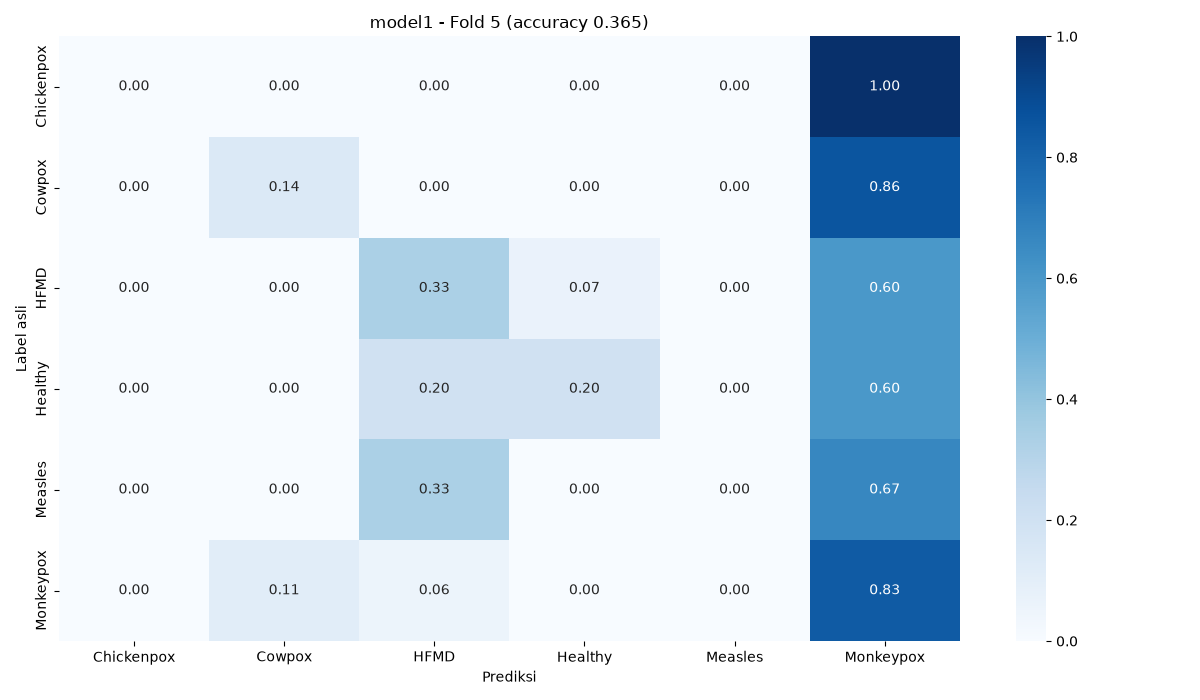 model1 - Fold 5 (accuracy 0.365)
Label asli
Chickenpox 0.00 0.00 0.00 0.00 0.00 1.00
Cowpox 0.00 0.14 0.00 0.00 0.00 0.86
HFMD 0.00 0.00 0.33 0.07 0.00 0.60
Healthy 0.00 0.00 0.20 0.20 0.00 0.60
Measles 0.00 0.00 0.33 0.00 0.00 0.67
Monkeypox 0.00 0.11 0.06 0.00 0.00 0.83
Chickenpox Cowpox HFMD Healthy Measles Monkeypox
Prediksi
1.0
0.8
0.6
0.4
0.2
0.0